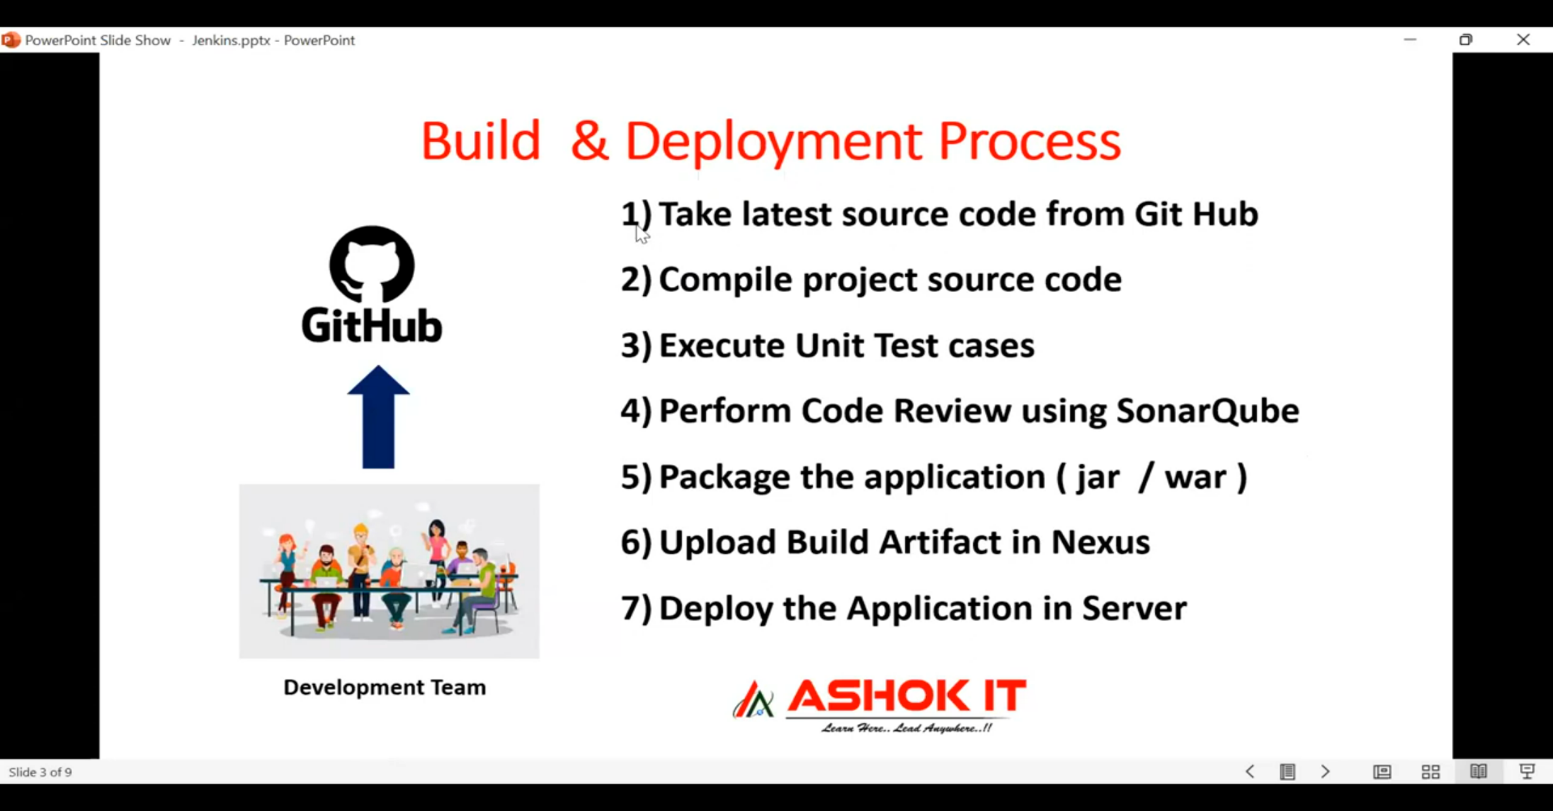 PowerPoint Slide Show - Jenkins.pptx - PowerPoint
Build & Deployment Process
1) Take latest source code from Git Hub
2) Compile project source code
3) Execute Unit Test cases
4) Perform Code Review using SonarQube
5) Package the application ( jar / war )
6) Upload Build Artifact in Nexus
7) Deploy the Application in Server
GitHub
Development Team
ASHOK IT
Learn Here.. Lead Anywhere..!!
Slide 3 of 9